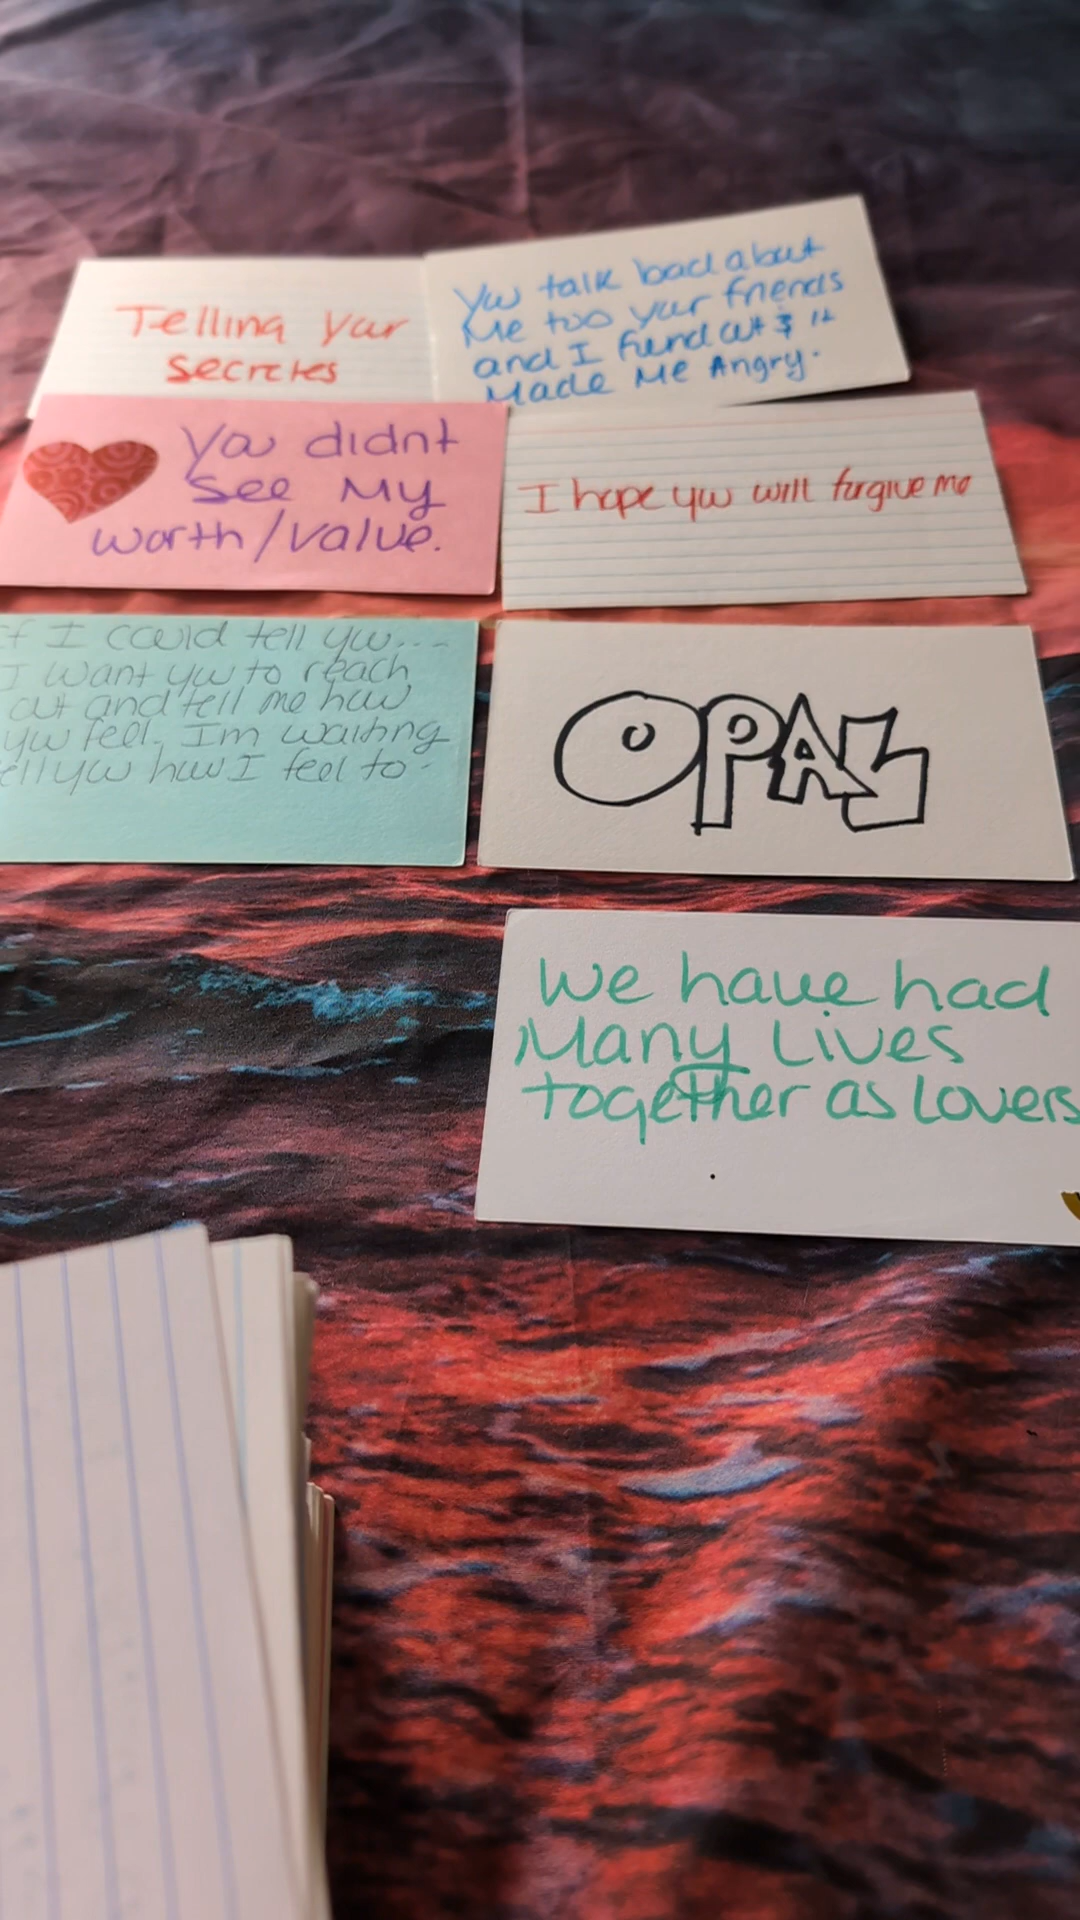 Telling your
secretes
You talk bad about
Me too your friends
and I fund out & it
Made Me Angry.
You didnt
See My
worth/value.
I hope you will forgive me
If I could tell you....
I want you to reach
out and tell me how
you feel. Im waiting
tell you how I feel to
OPAL
We have had
Many Lives
together as lovers